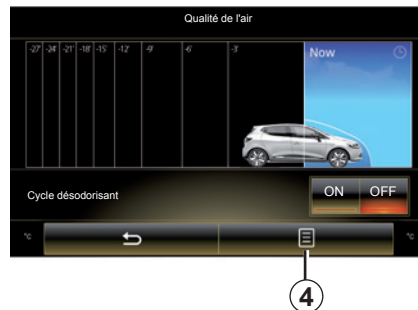 Qualité de l'air
-27' -24' -21' -18' -15' -12' -9' -6' -3' Now
Cycle désodorisant ON OFF
°C °C
4